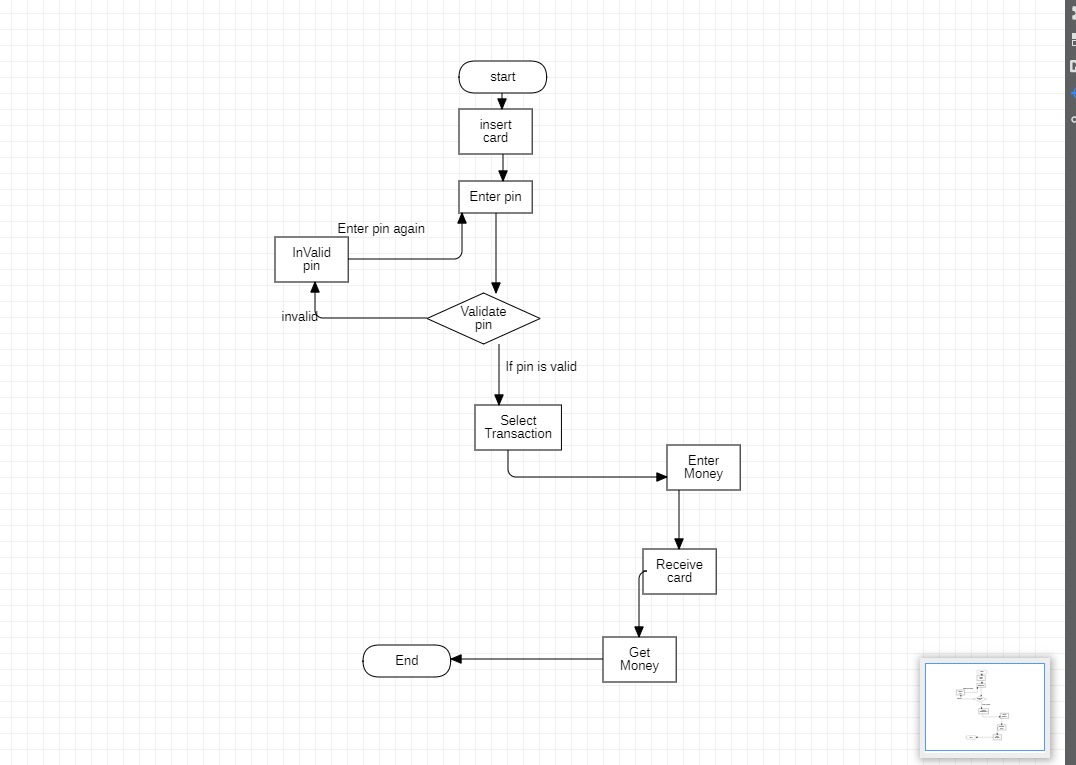 start
insert
card
Enter pin
Enter pin again
InValid
pin
Validate
pin
invalid
If pin is valid
Select
Transaction
Enter
Money
Receive
card
Get
Money
End